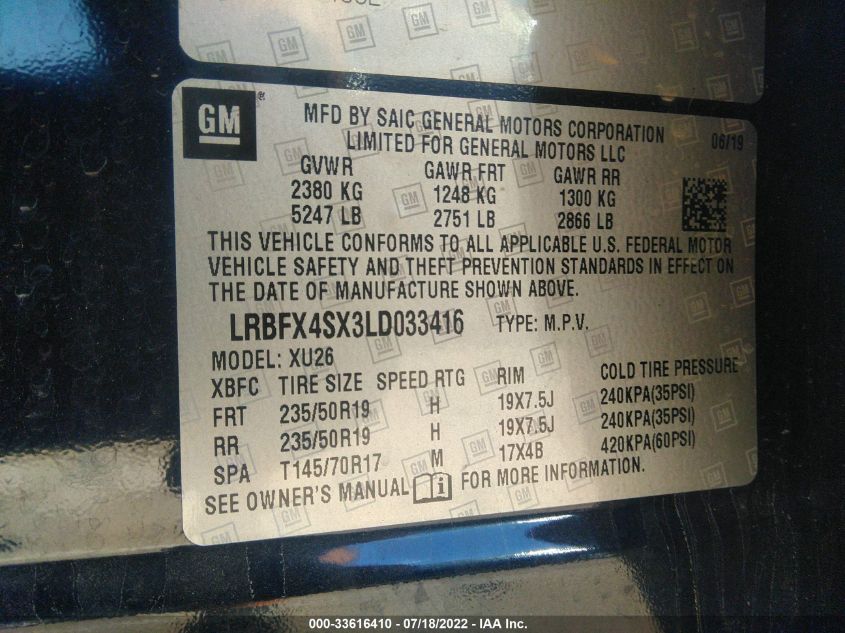 GM
MFD BY SAIC GENERAL MOTORS CORPORATION
LIMITED FOR GENERAL MOTORS LLC
06/19
GVWR GAWR FRT GAWR RR
2380 KG 1248 KG 1300 KG
5247 LB 2751 LB 2866 LB
THIS VEHICLE CONFORMS TO ALL APPLICABLE U.S. FEDERAL MOTOR
VEHICLE SAFETY AND THEFT PREVENTION STANDARDS IN EFFECT ON
THE DATE OF MANUFACTURE SHOWN ABOVE.
LRBFX4SX3LD033416 TYPE: M.P.V.
MODEL: XU26
XBFC TIRE SIZE SPEED RTG RIM COLD TIRE PRESSURE
FRT 235/50R19 H 19X7.5J 240KPA(35PSI)
RR 235/50R19 H 19X7.5J 240KPA(35PSI)
SPA T145/70R17 M 17X4B 420KPA(60PSI)
SEE OWNER'S MANUAL FOR MORE INFORMATION.
000-33616410 - 07/18/2022 - IAA Inc.